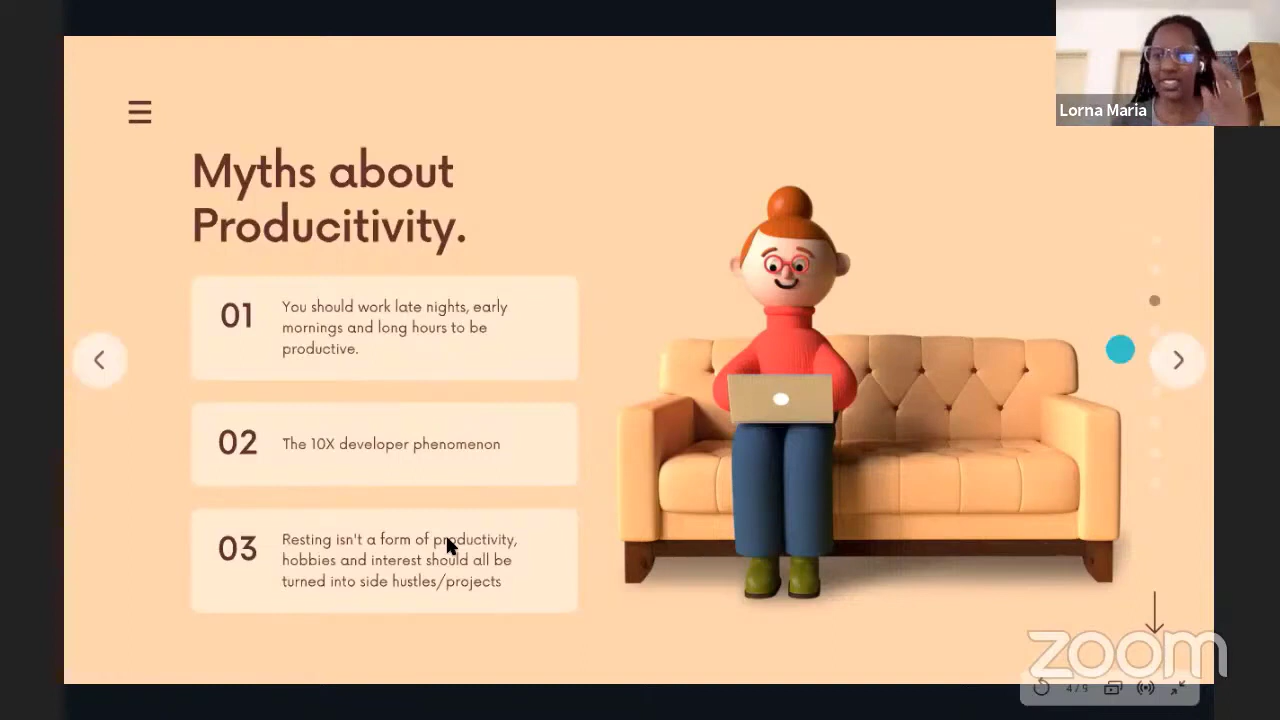 Lorna Maria
Myths about
Producitivity.
01
You should work late nights, early
mornings and long hours to be
productive.
02
The 10X developer phenomenon
03
Resting isn't a form of productivity,
hobbies and interest should all be
turned into side hustles/projects
zoom
4/9